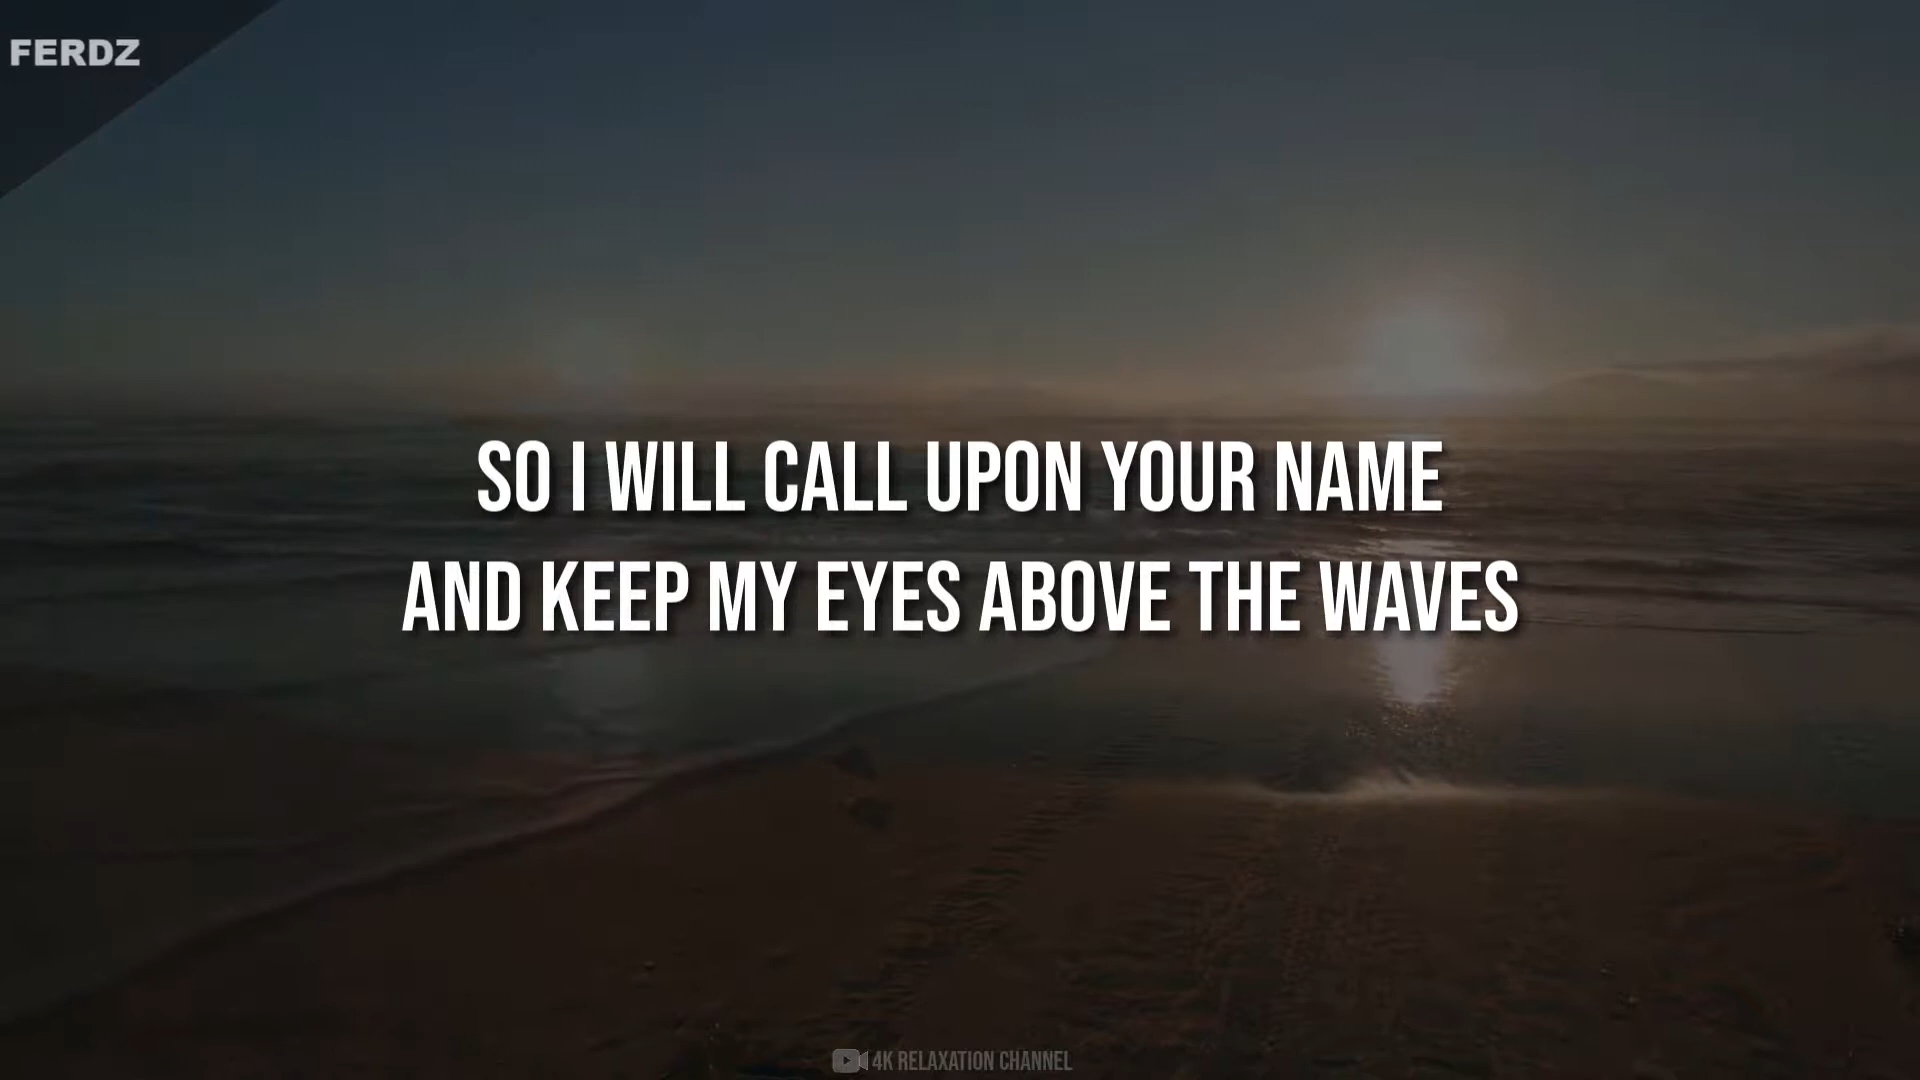 FERDZ
SO I WILL CALL UPON YOUR NAME
AND KEEP MY EYES ABOVE THE WAVES
4K RELAXATION CHANNEL